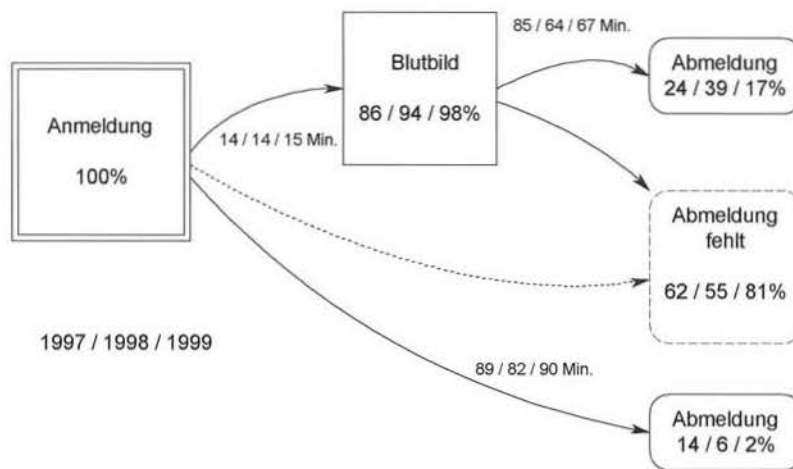 85 / 64 / 67 Min.
Blutbild
86 / 94 / 98%
Abmeldung
24 / 39 / 17%
Anmeldung
100%
14 / 14 / 15 Min.
Abmeldung
fehlt
62 / 55 / 81%
1997 / 1998 / 1999
89 / 82 / 90 Min.
Abmeldung
14 / 6 / 2%